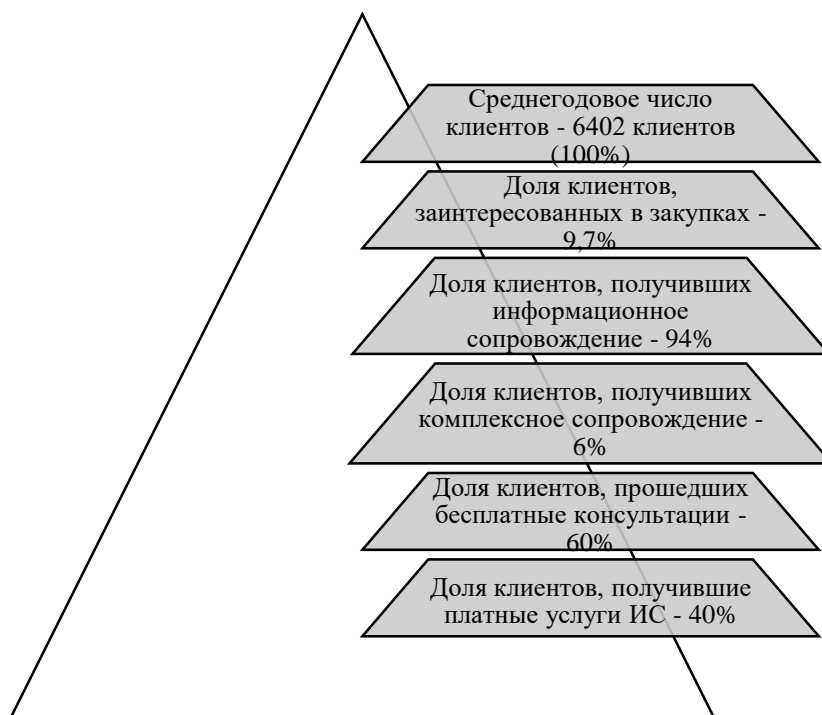 Среднегодовое число
клиентов - 6402 клиентов
(100%)
Доля клиентов,
заинтересованных в закупках -
9,7%
Доля клиентов, получивших
информационное
сопровождение - 94%
Доля клиентов, получивших
комплексное сопровождение -
6%
Доля клиентов, прошедших
бесплатные консультации -
60%
Доля клиентов, получившие
платные услуги ИС - 40%